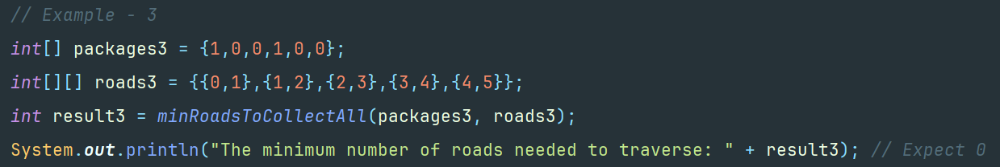 // Example - 3
int[] packages3 = {1,0,0,1,0,0};
int[][] roads3 = {{0,1},{1,2},{2,3},{3,4},{4,5}};
int result3 = minRoadsToCollectAll(packages3, roads3);
System.out.println("The minimum number of roads needed to traverse: " + result3); // Expect 0